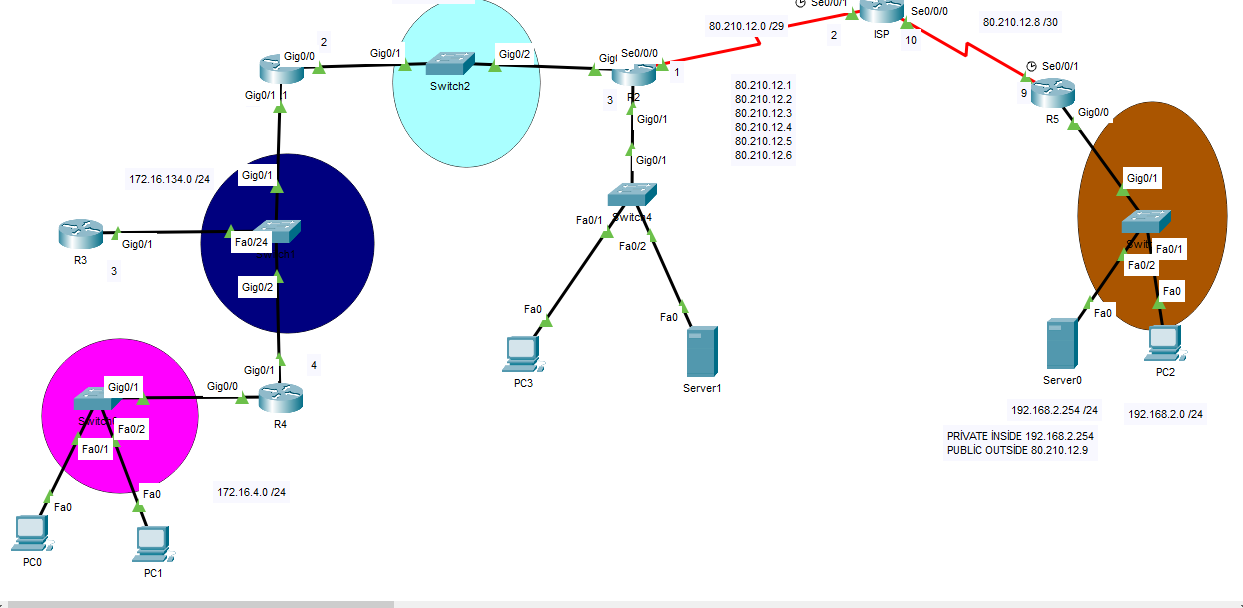 Se0/0/1
Se0/0/0
80.210.12.0 /29
2
ISP
10
80.210.12.8 /30
2
Gig0/0
Gig0/1
Gig0/2
Se0/0/0
1
Se0/0/1
Switch2
9
R5
Gig0/0
Gig0/1
3
R2
Gig0/1
80.210.12.1
80.210.12.2
80.210.12.3
80.210.12.4
80.210.12.5
80.210.12.6
172.16.134.0 /24
Gig0/1
Gig0/1
Gig0/1
Fa0/1
Switch4
Fa0/2
R3
Gig0/1
3
Fa0/24
Gig0/2
Fa0/1
Fa0/2
Fa0
Fa0
Fa0
Fa0
PC3
Server1
Server0
PC2
Gig0/1
4
Gig0/1
Gig0/0
R4
Fa0/2
Fa0/1
192.168.2.254 /24
192.168.2.0 /24
PRİVATE İNSİDE 192.168.2.254
PUBLIC OUTSIDE 80.210.12.9
172.16.4.0 /24
Fa0
Fa0
PC0
PC1